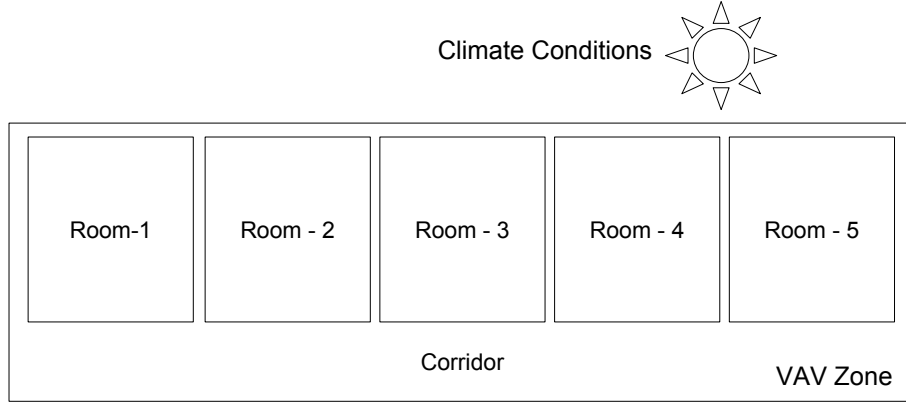 Climate Conditions
Room-1
Room - 2
Room - 3
Room - 4
Room - 5
Corridor
VAV Zone